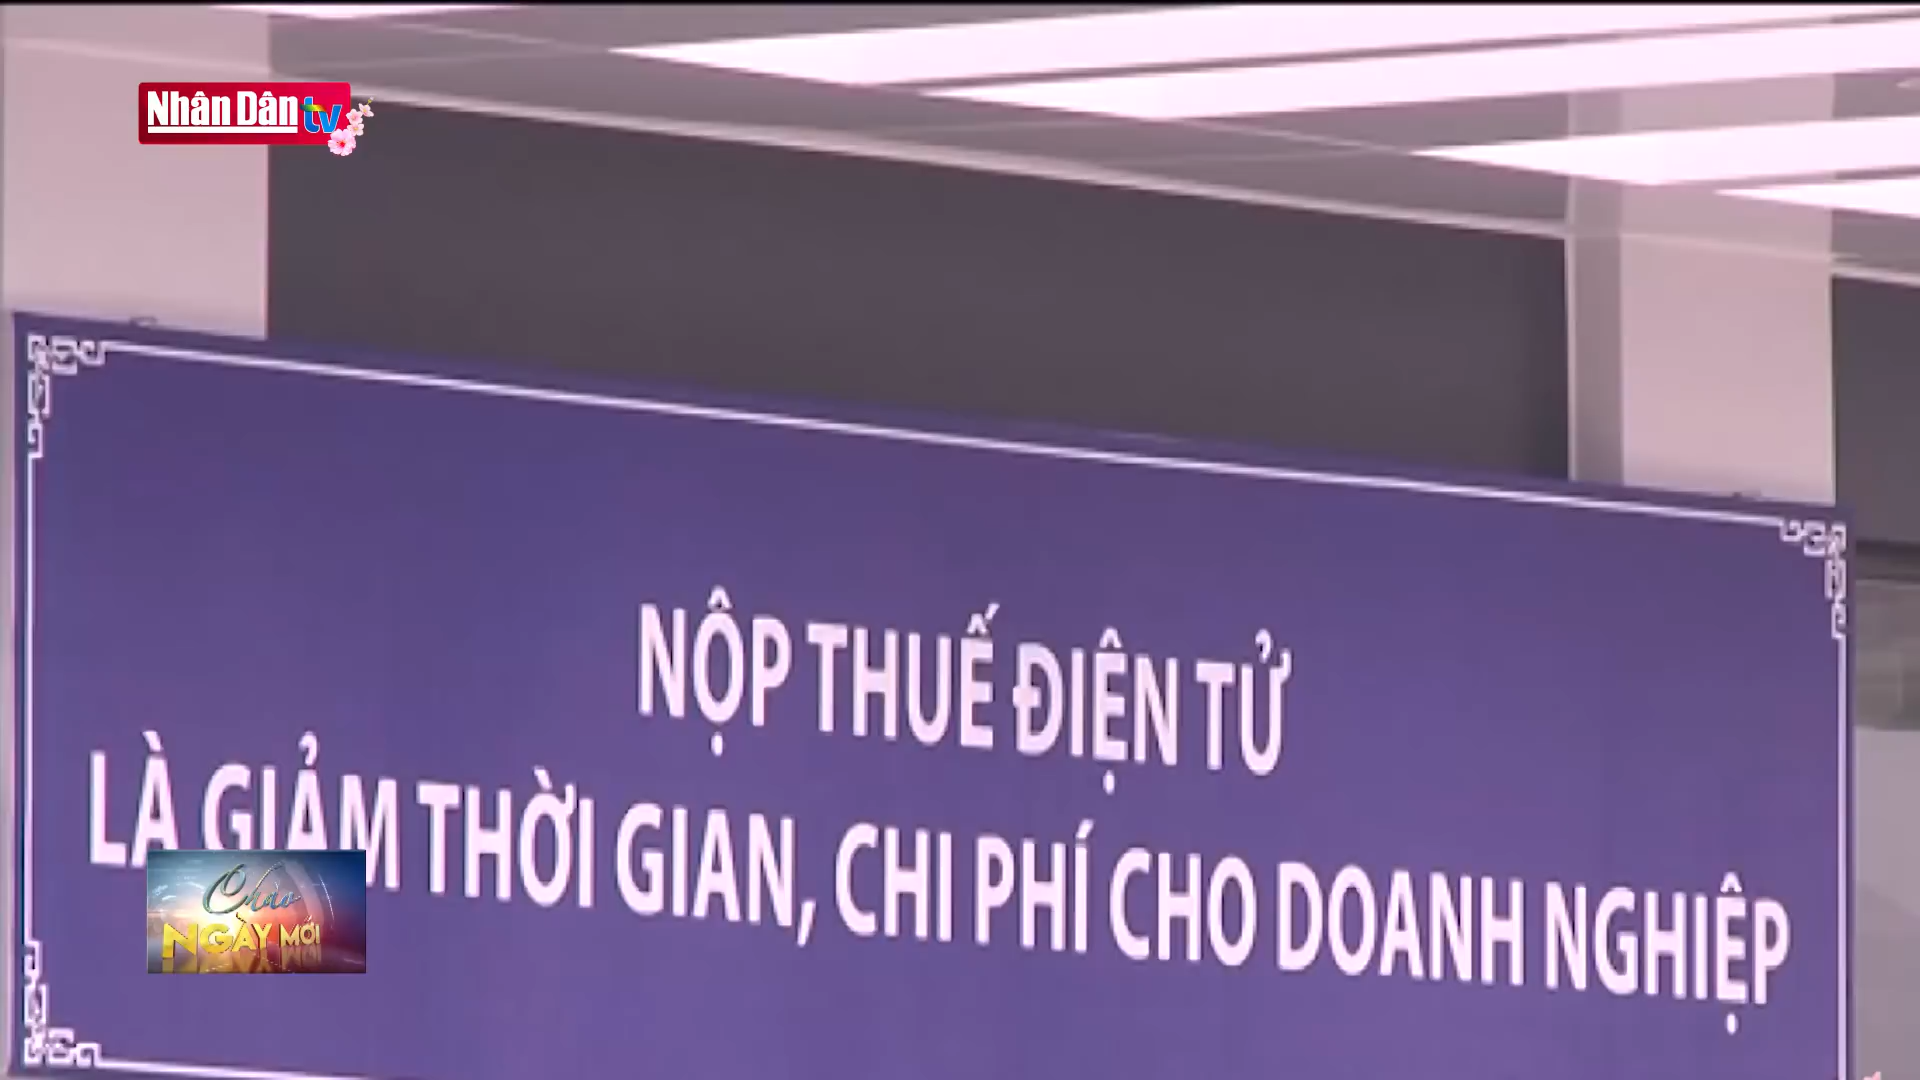 Nhân Dân tv
NỘP THUẾ ĐIỆN TỬ
LÀ GIẢM THỜI GIAN, CHI PHÍ CHO DOANH NGHIỆP
Chào
NGÀY MỚI